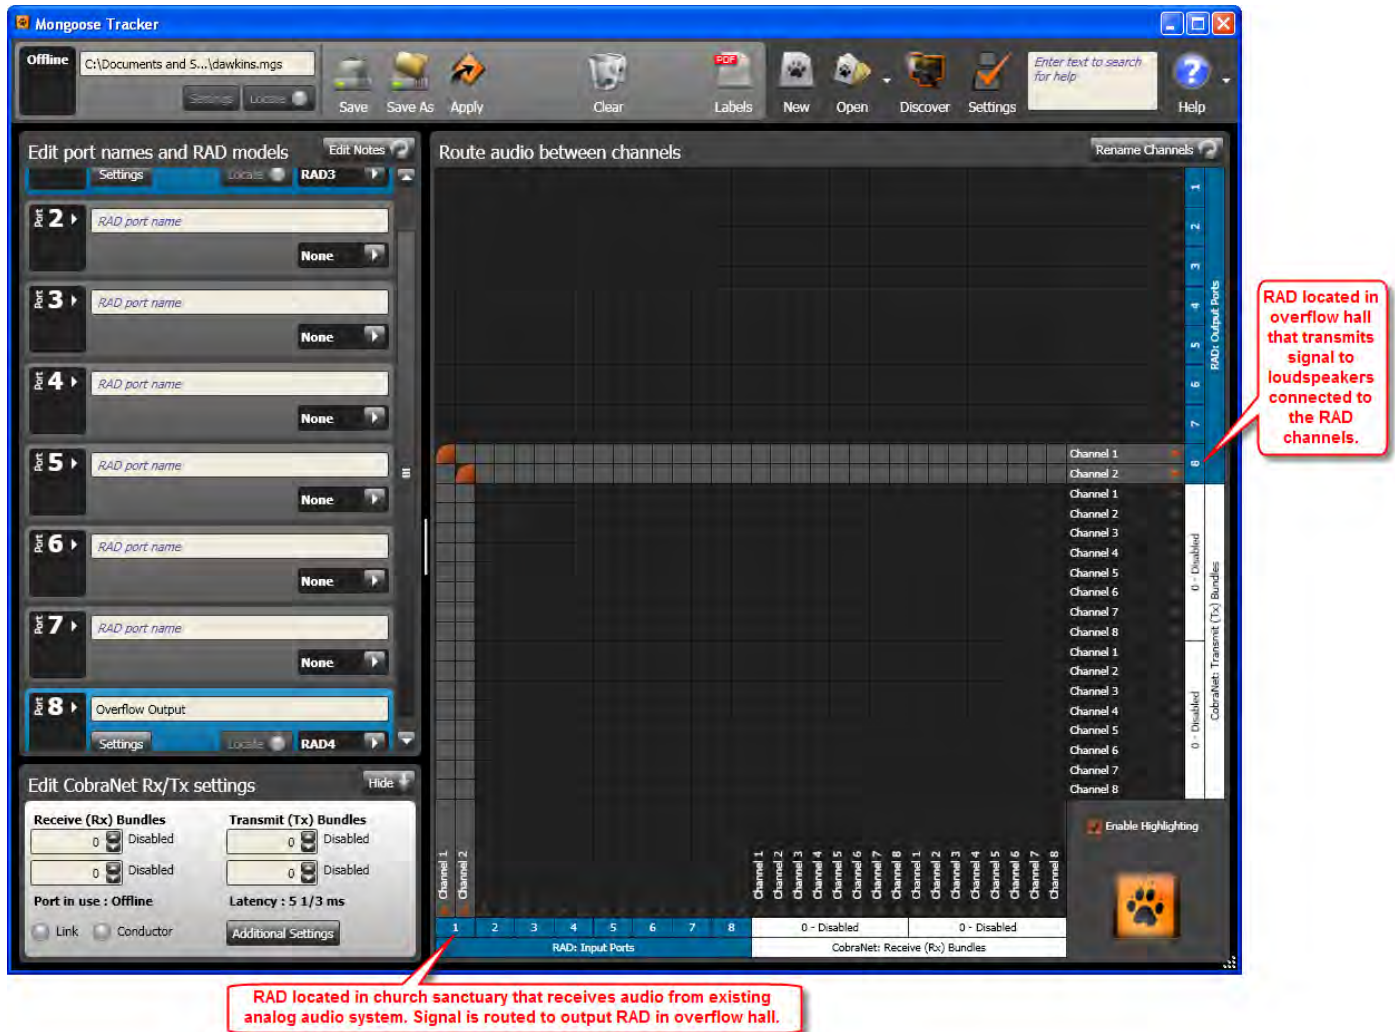 Mongoose Tracker
Offline
C:\Documents and S...\dawkins.mgs
Settings
Locate
Save
Save As
Apply
Clear
PDF
Labels
New
Open
Discover
Settings
Enter text to search
for help
?
Help
Edit port names and RAD models
Edit Notes
Settings
Locate
RAD3
Port 2
RAD port name
None
Port 3
RAD port name
None
Port 4
RAD port name
None
Port 5
RAD port name
None
Port 6
RAD port name
None
Port 7
RAD port name
None
Port 8
Overflow Output
Settings
Locate
RAD4
Edit CobraNet Rx/Tx settings
Hide
Receive (Rx) Bundles
Transmit (Tx) Bundles
0 Disabled
0 Disabled
0 Disabled
0 Disabled
Port in use : Offline
Latency : 5 1/3 ms
Link
Conductor
Additional Settings
Route audio between channels
Rename Channels
1
2
3
4
5
6
7
8
RAD: Output Ports
Channel 1
Channel 2
Channel 1
Channel 2
Channel 3
Channel 4
Channel 5
Channel 6
Channel 7
Channel 8
Channel 1
Channel 2
Channel 3
Channel 4
Channel 5
Channel 6
Channel 7
Channel 8
0 - Disabled
0 - Disabled
CobraNet: Transmit (Tx) Bundles
Enable Highlighting
Channel 1
Channel 2
Channel 1
Channel 2
Channel 3
Channel 4
Channel 5
Channel 6
Channel 7
Channel 8
Channel 1
Channel 2
Channel 3
Channel 4
Channel 5
Channel 6
Channel 7
Channel 8
1 2 3 4 5 6 7 8
0 - Disabled
0 - Disabled
RAD: Input Ports
CobraNet: Receive (Rx) Bundles
RAD located in
overflow hall
that transmits
signal to
loudspeakers
connected to
the RAD
channels.
RAD located in church sanctuary that receives audio from existing
analog audio system. Signal is routed to output RAD in overflow hall.